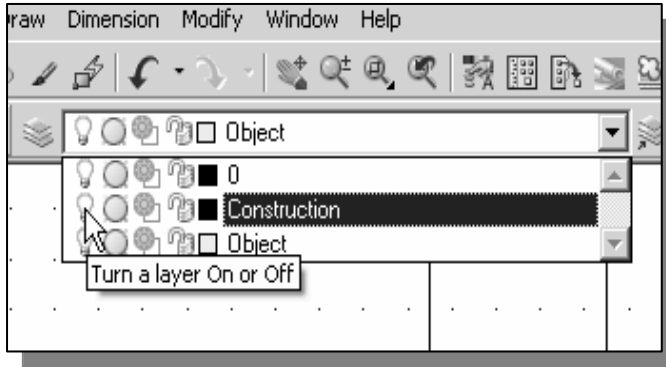 raw Dimension Modify Window Help
Object
0
Construction
Object
Turn a layer On or Off